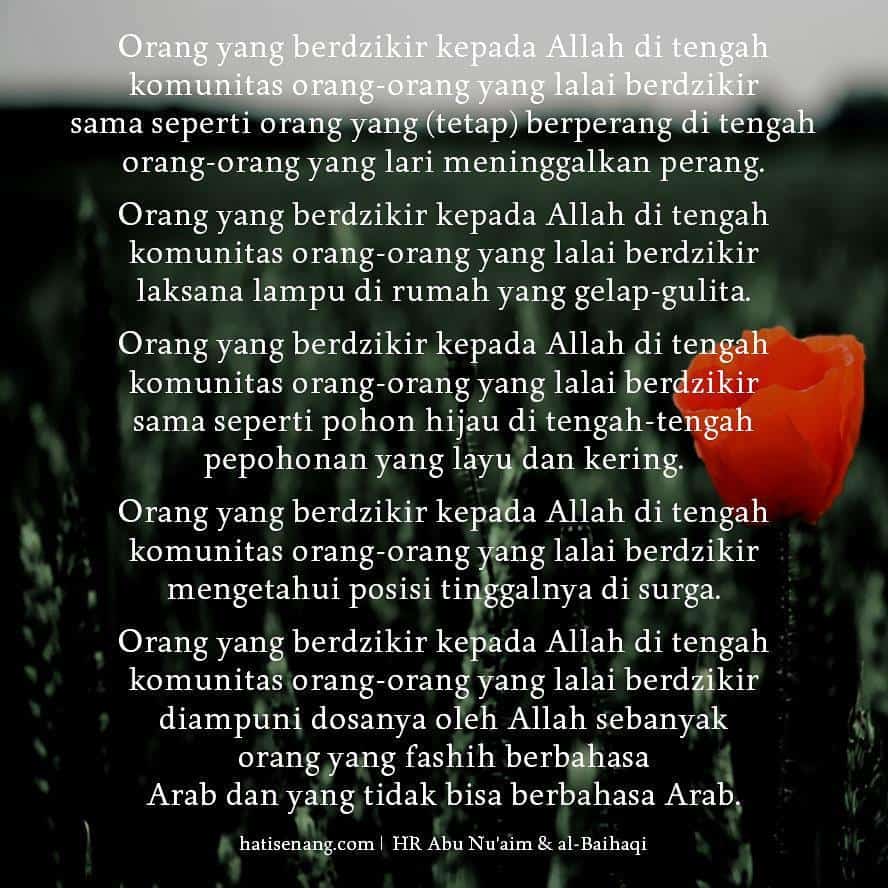 Orang yang berdzikir kepada Allah di tengah
komunitas orang-orang yang lalai berdzikir
sama seperti orang yang (tetap) berperang di tengah
orang-orang yang lari meninggalkan perang.
Orang yang berdzikir kepada Allah di tengah
komunitas orang-orang yang lalai berdzikir
laksana lampu di rumah yang gelap-gulita.
Orang yang berdzikir kepada Allah di tengah
komunitas orang-orang yang lalai berdzikir
sama seperti pohon hijau di tengah-tengah
pepohonan yang layu dan kering.
Orang yang berdzikir kepada Allah di tengah
komunitas orang-orang yang lalai berdzikir
mengetahui posisi tinggalnya di surga.
Orang yang berdzikir kepada Allah di tengah
komunitas orang-orang yang lalai berdzikir
diampuni dosanya oleh Allah sebanyak
orang yang fashih berbahasa
Arab dan yang tidak bisa berbahasa Arab.
hatisenang.com | HR Abu Nu'aim & al-Baihaqi